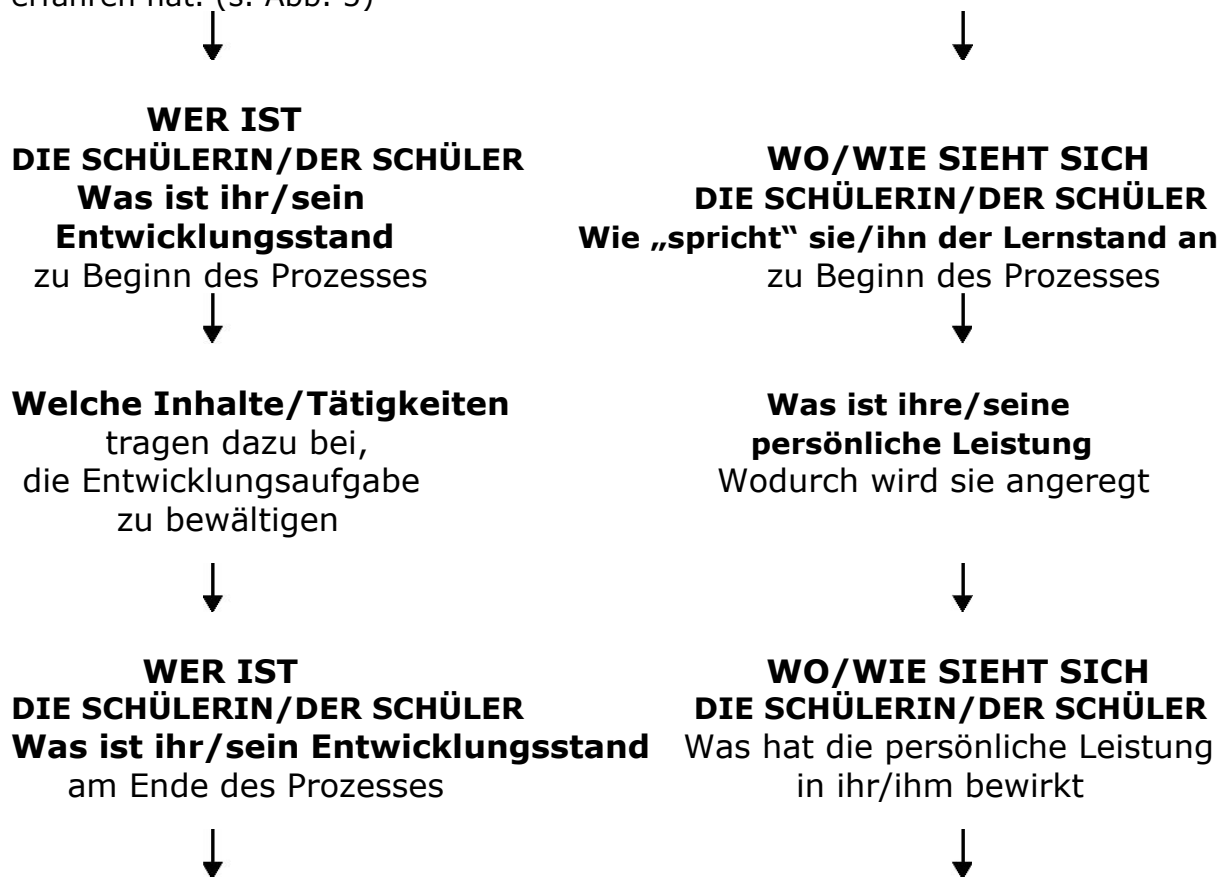 erfahren hat. (s. Abb. 3)
WER IST
DIE SCHÜLERIN/DER SCHÜLER
Was ist ihr/sein
Entwicklungsstand
zu Beginn des Prozesses
WO/WIE SIEHT SICH
DIE SCHÜLERIN/DER SCHÜLER
Wie „spricht“ sie/ihn der Lernstand an
zu Beginn des Prozesses
Welche Inhalte/Tätigkeiten
tragen dazu bei,
die Entwicklungsaufgabe
zu bewältigen
Was ist ihre/seine
persönliche Leistung
Wodurch wird sie angeregt
WER IST
DIE SCHÜLERIN/DER SCHÜLER
Was ist ihr/sein Entwicklungsstand
am Ende des Prozesses
WO/WIE SIEHT SICH
DIE SCHÜLERIN/DER SCHÜLER
Was hat die persönliche Leistung
in ihr/ihm bewirkt